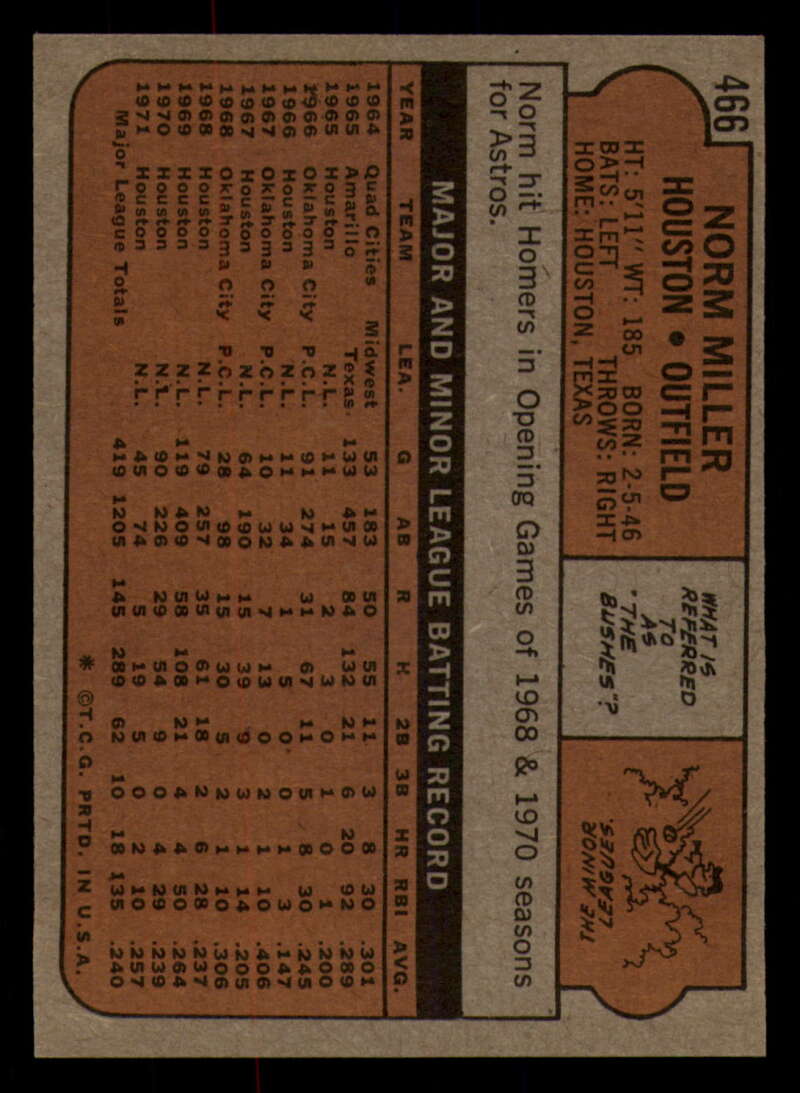 466
NORM MILLER
HOUSTON • OUTFIELD
HT: 5'11" WT: 185 BORN: 2-5-46
BATS: LEFT THROWS: RIGHT
HOME: HOUSTON, TEXAS
WHAT IS
REFERRED
TO
AS
"THE
BUSHES"?
THE MINOR
LEAGUES.
Norm hit Homers in Opening Games of 1968 & 1970 seasons
for Astros.
MAJOR AND MINOR LEAGUE BATTING RECORD
YEAR TEAM LEA. G AB R H 2B 3B HR RBI AVG.
1964 Quad Cities Midwest 53 183 50 55 11 3 8 30 .301
1965 Amarillo Texas 133 457 84 132 21 6 20 92 .289
1965 Houston N.L. 11 15 2 3 0 1 0 1 .200
1966 Oklahoma City P.C.L. 91 274 31 67 11 5 8 30 .245
1966 Houston N.L. 11 34 1 5 0 0 1 3 .147
1967 Oklahoma City P.C.L. 10 32 7 13 0 2 1 10 .406
1967 Houston N.L. 64 190 15 39 9 3 1 14 .205
1968 Oklahoma City P.C.L. 28 98 15 30 5 2 1 10 .306
1968 Houston N.L. 79 257 35 61 18 2 6 28 .237
1969 Houston N.L. 119 409 58 108 21 4 4 50 .264
1970 Houston N.L. 90 226 29 54 9 0 4 29 .239
1971 Houston N.L. 45 74 5 19 5 0 2 10 .257
Major League Totals 419 1205 145 289 62 10 18 135 .240
* ©T.C.G. PRTD. IN U.S.A.